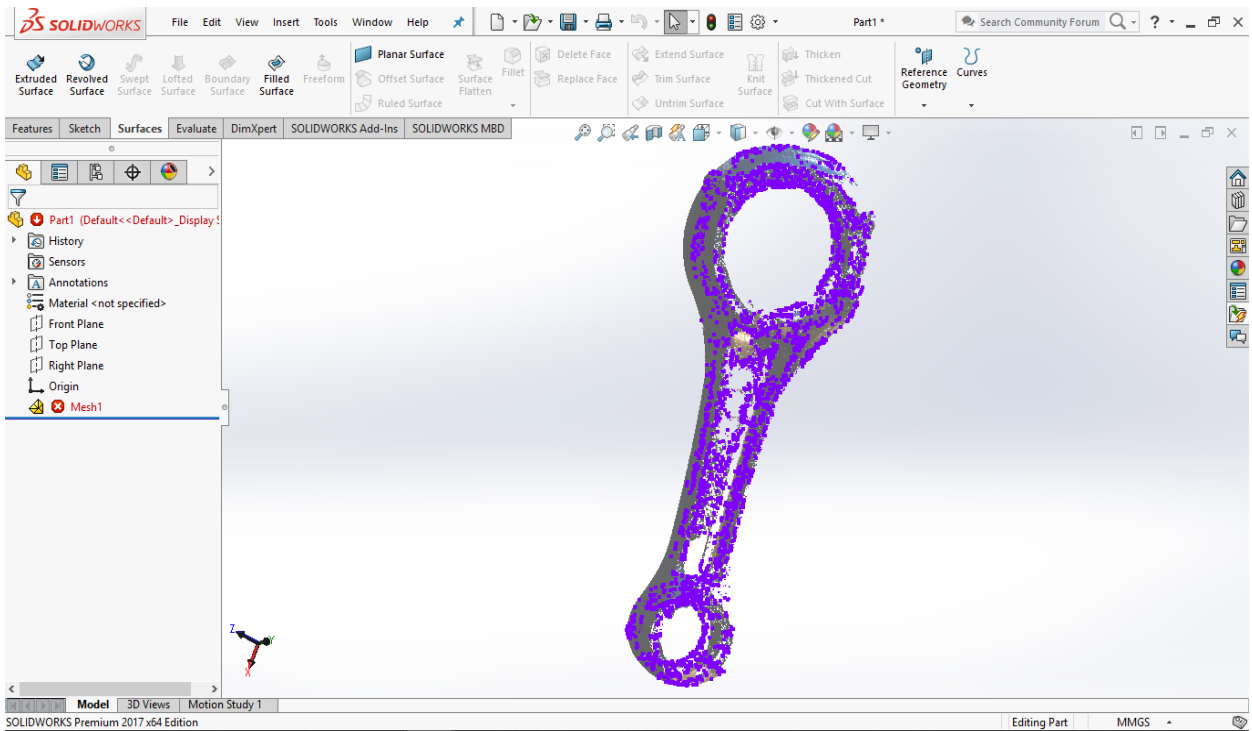 SOLIDWORKS File Edit View Insert Tools Window Help Part1 * Search Community Forum ?
Extruded Surface
Revolved Surface
Swept Surface
Lofted Surface
Boundary Surface
Filled Surface
Freeform
Planar Surface
Offset Surface
Ruled Surface
Surface Flatten
Fillet
Delete Face
Replace Face
Extend Surface
Trim Surface
Untrim Surface
Knit Surface
Thicken
Thickened Cut
Cut With Surface
Reference Geometry
Curves
Features Sketch Surfaces Evaluate DimXpert SOLIDWORKS Add-Ins SOLIDWORKS MBD
Part1 (Default<<Default>_Display S
History
Sensors
Annotations
Material <not specified>
Front Plane
Top Plane
Right Plane
Origin
Mesh1
Z
Y
X
Model 3D Views Motion Study 1
SOLIDWORKS Premium 2017 x64 Edition Editing Part MMGS